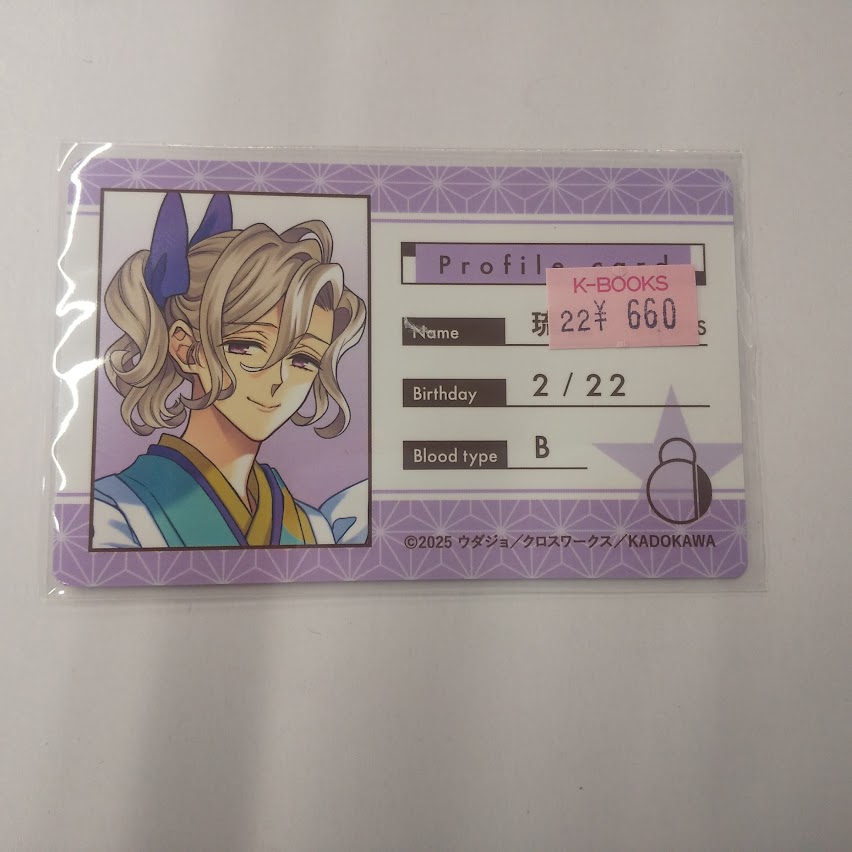 Profile card
K-BOOKS
22¥ 660
Name 琉 s
Birthday 2/22
Blood type B
©2025 ウダジョ／クロスワークス／KADOKAWA